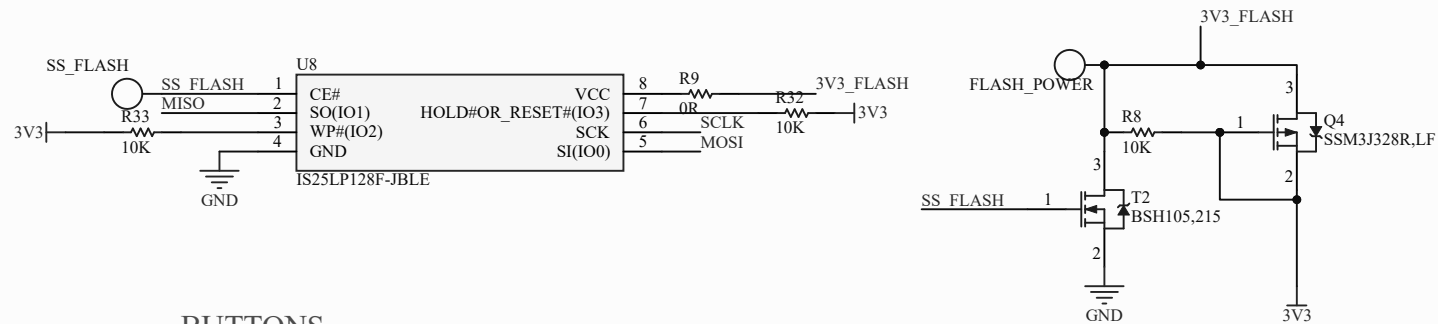 SS_FLASH
U8
SS_FLASH 1 CE# VCC 8 R9 0R 3V3_FLASH
MISO 2 SO(IO1) HOLD#OR_RESET#(IO3) 7 R32 10K 3V3
3V3 R33 10K 3 WP#(IO2) SCK 6 SCLK
4 GND SI(IO0) 5 MOSI
GND
IS25LP128F-JBLE
3V3_FLASH
FLASH_POWER
3
R8
10K
1
Q4
SSM3J328R,LF
3
2
SS_FLASH 1
T2
BSH105,215
2
GND
3V3
BUTTONS